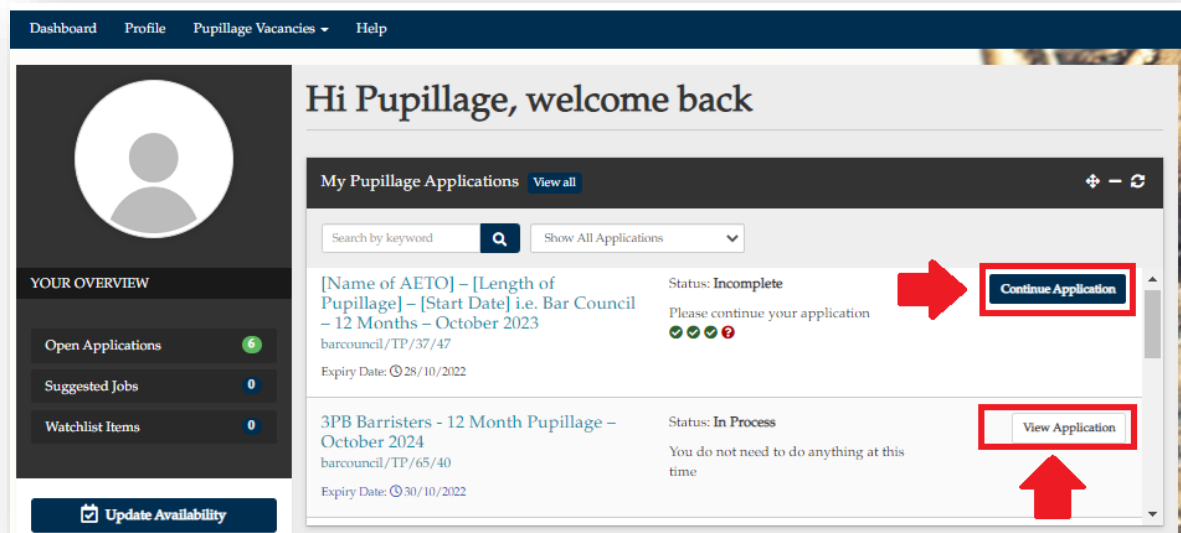 Dashboard Profile Pupillage Vacancies Help
Hi Pupillage, welcome back
My Pupillage Applications View all
Search by keyword Show All Applications
YOUR OVERVIEW
Open Applications 6
Suggested Jobs 0
Watchlist Items 0
Update Availability
[Name of AETO] – [Length of
Pupillage] – [Start Date] i.e. Bar Council
– 12 Months – October 2023
barcouncil/TP/37/47
Expiry Date: 28/10/2022
Status: Incomplete
Please continue your application
Continue Application
3PB Barristers - 12 Month Pupillage –
October 2024
barcouncil/TP/65/40
Expiry Date: 30/10/2022
Status: In Process
You do not need to do anything at this
time
View Application